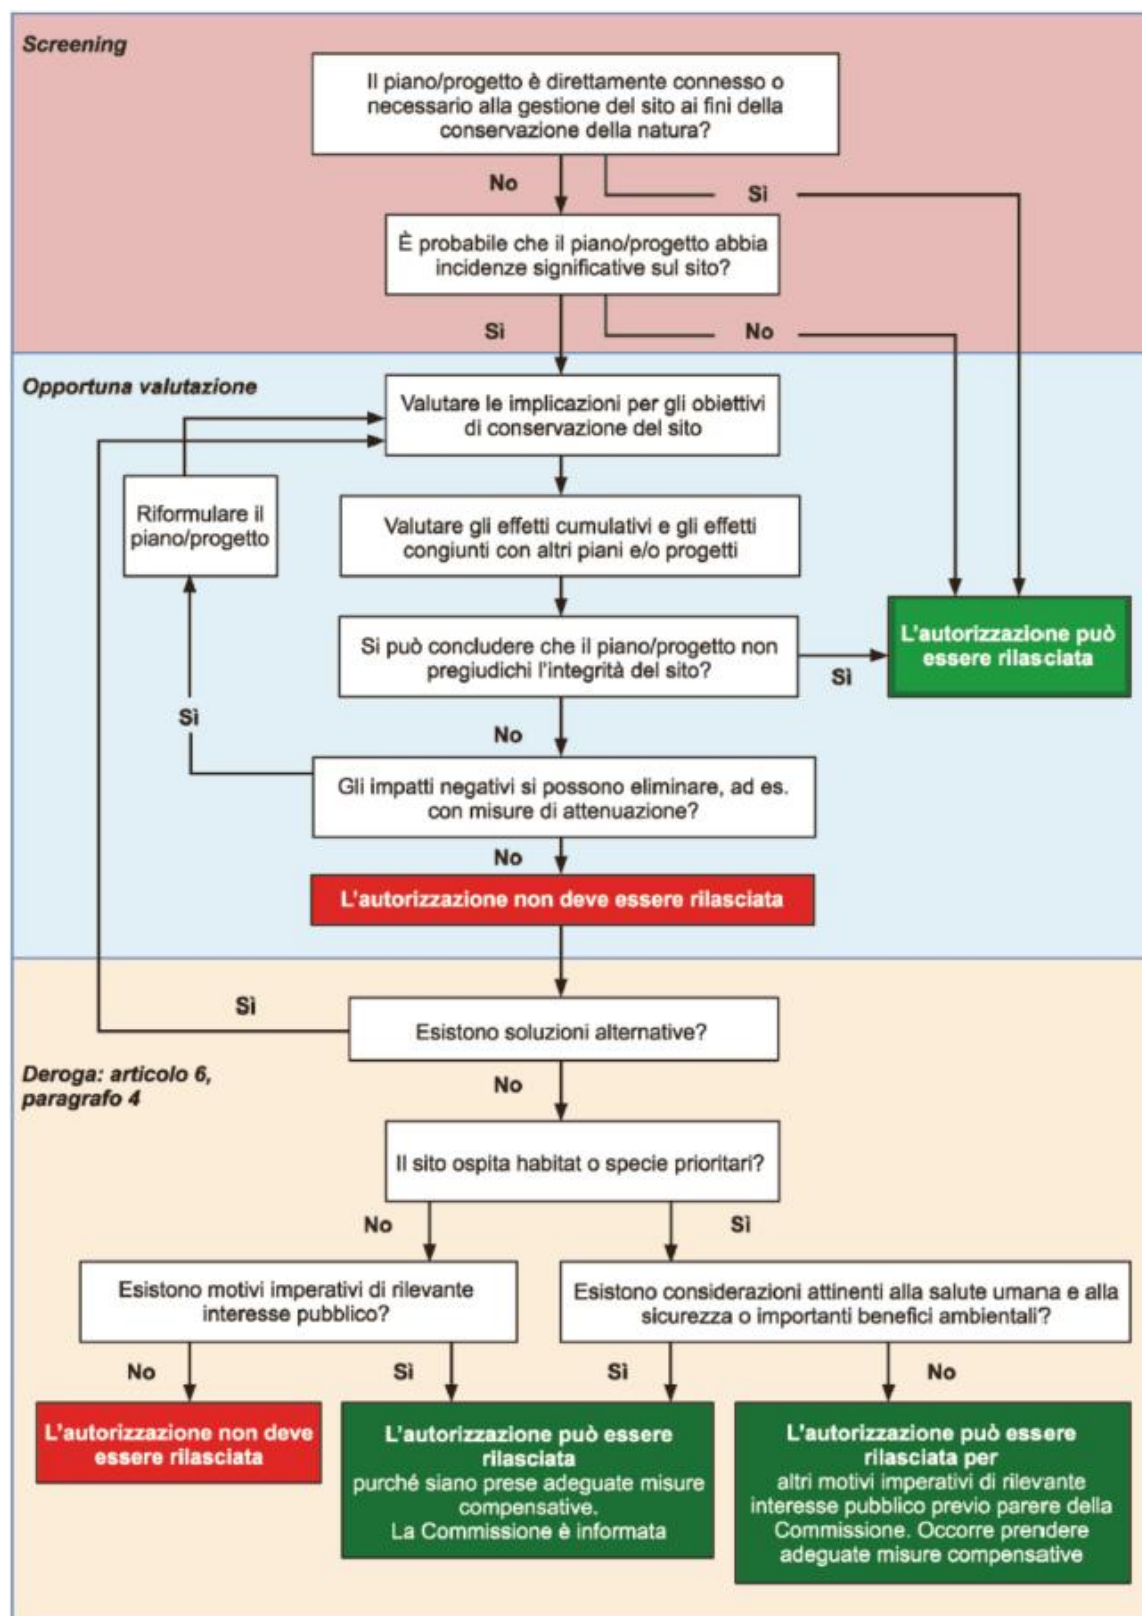 Screening
Il piano/progetto è direttamente connesso o
necessario alla gestione del sito ai fini della
conservazione della natura?
No
Sì
È probabile che il piano/progetto abbia
incidenze significative sul sito?
Sì
No
Opportuna valutazione
Valutare le implicazioni per gli obiettivi
di conservazione del sito
Riformulare il
piano/progetto
Valutare gli effetti cumulativi e gli effetti
congiunti con altri piani e/o progetti
Si può concludere che il piano/progetto non
pregiudichi l'integrità del sito?
Sì
L'autorizzazione può
essere rilasciata
Sì
No
Gli impatti negativi si possono eliminare, ad es.
con misure di attenuazione?
No
L'autorizzazione non deve essere rilasciata
Sì
Esistono soluzioni alternative?
Deroga: articolo 6,
paragrafo 4
No
Il sito ospita habitat o specie prioritari?
No
Sì
Esistono motivi imperativi di rilevante
interesse pubblico?
Esistono considerazioni attinenti alla salute umana e alla
sicurezza o importanti benefici ambientali?
No
Sì
Sì
No
L'autorizzazione non deve
essere rilasciata
L'autorizzazione può essere
rilasciata
purché siano prese adeguate misure
compensative.
La Commissione è informata
L'autorizzazione può essere
rilasciata per
altri motivi imperativi di rilevante
interesse pubblico previo parere della
Commissione. Occorre prendere
adeguate misure compensative